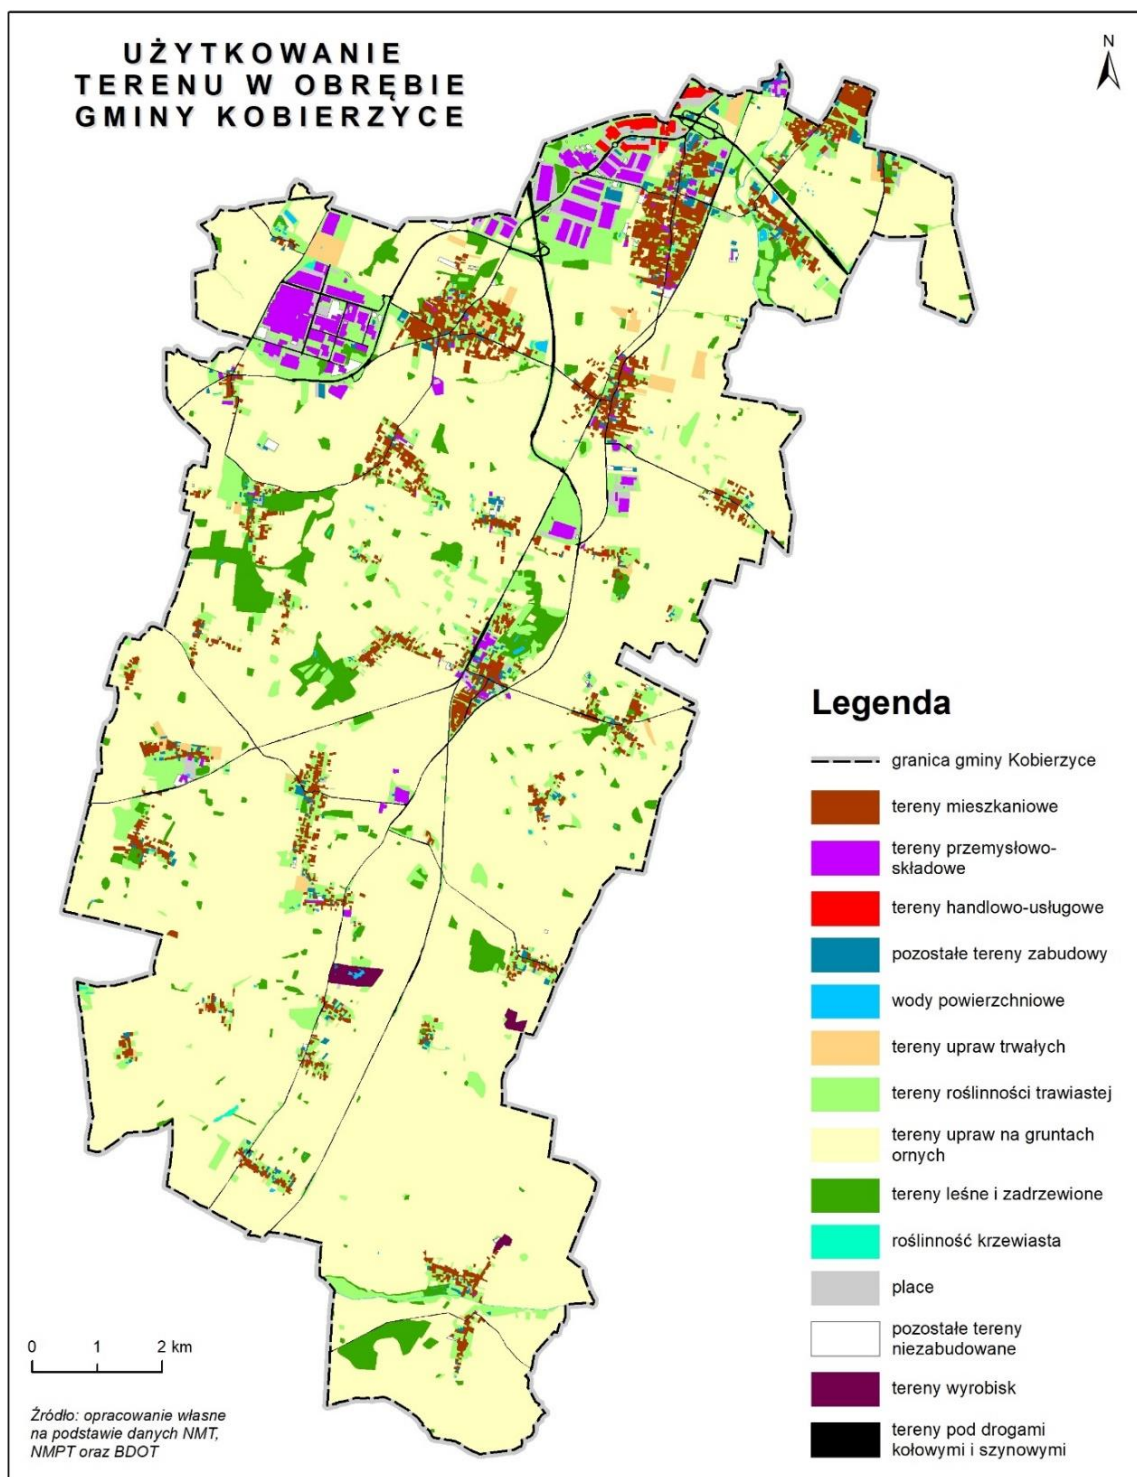 UŻYTKOWANIE
TERENU W OBRĘBIE
GMINY KOBIERZYCE
N
Legenda
granica gminy Kobierzyce
tereny mieszkaniowe
tereny przemysłowo-
składowe
tereny handlowo-usługowe
pozostałe tereny zabudowy
wody powierzchniowe
tereny upraw trwałych
tereny roślinności trawiastej
tereny upraw na gruntach
ornych
tereny leśne i zadrzewione
roślinność krzewiasta
place
pozostałe tereny
niezabudowane
tereny wyrobisk
tereny pod drogami
kołowymi i szynowymi
0 1 2 km
Źródło: opracowanie własne
na podstawie danych NMT,
NMPT oraz BDOT